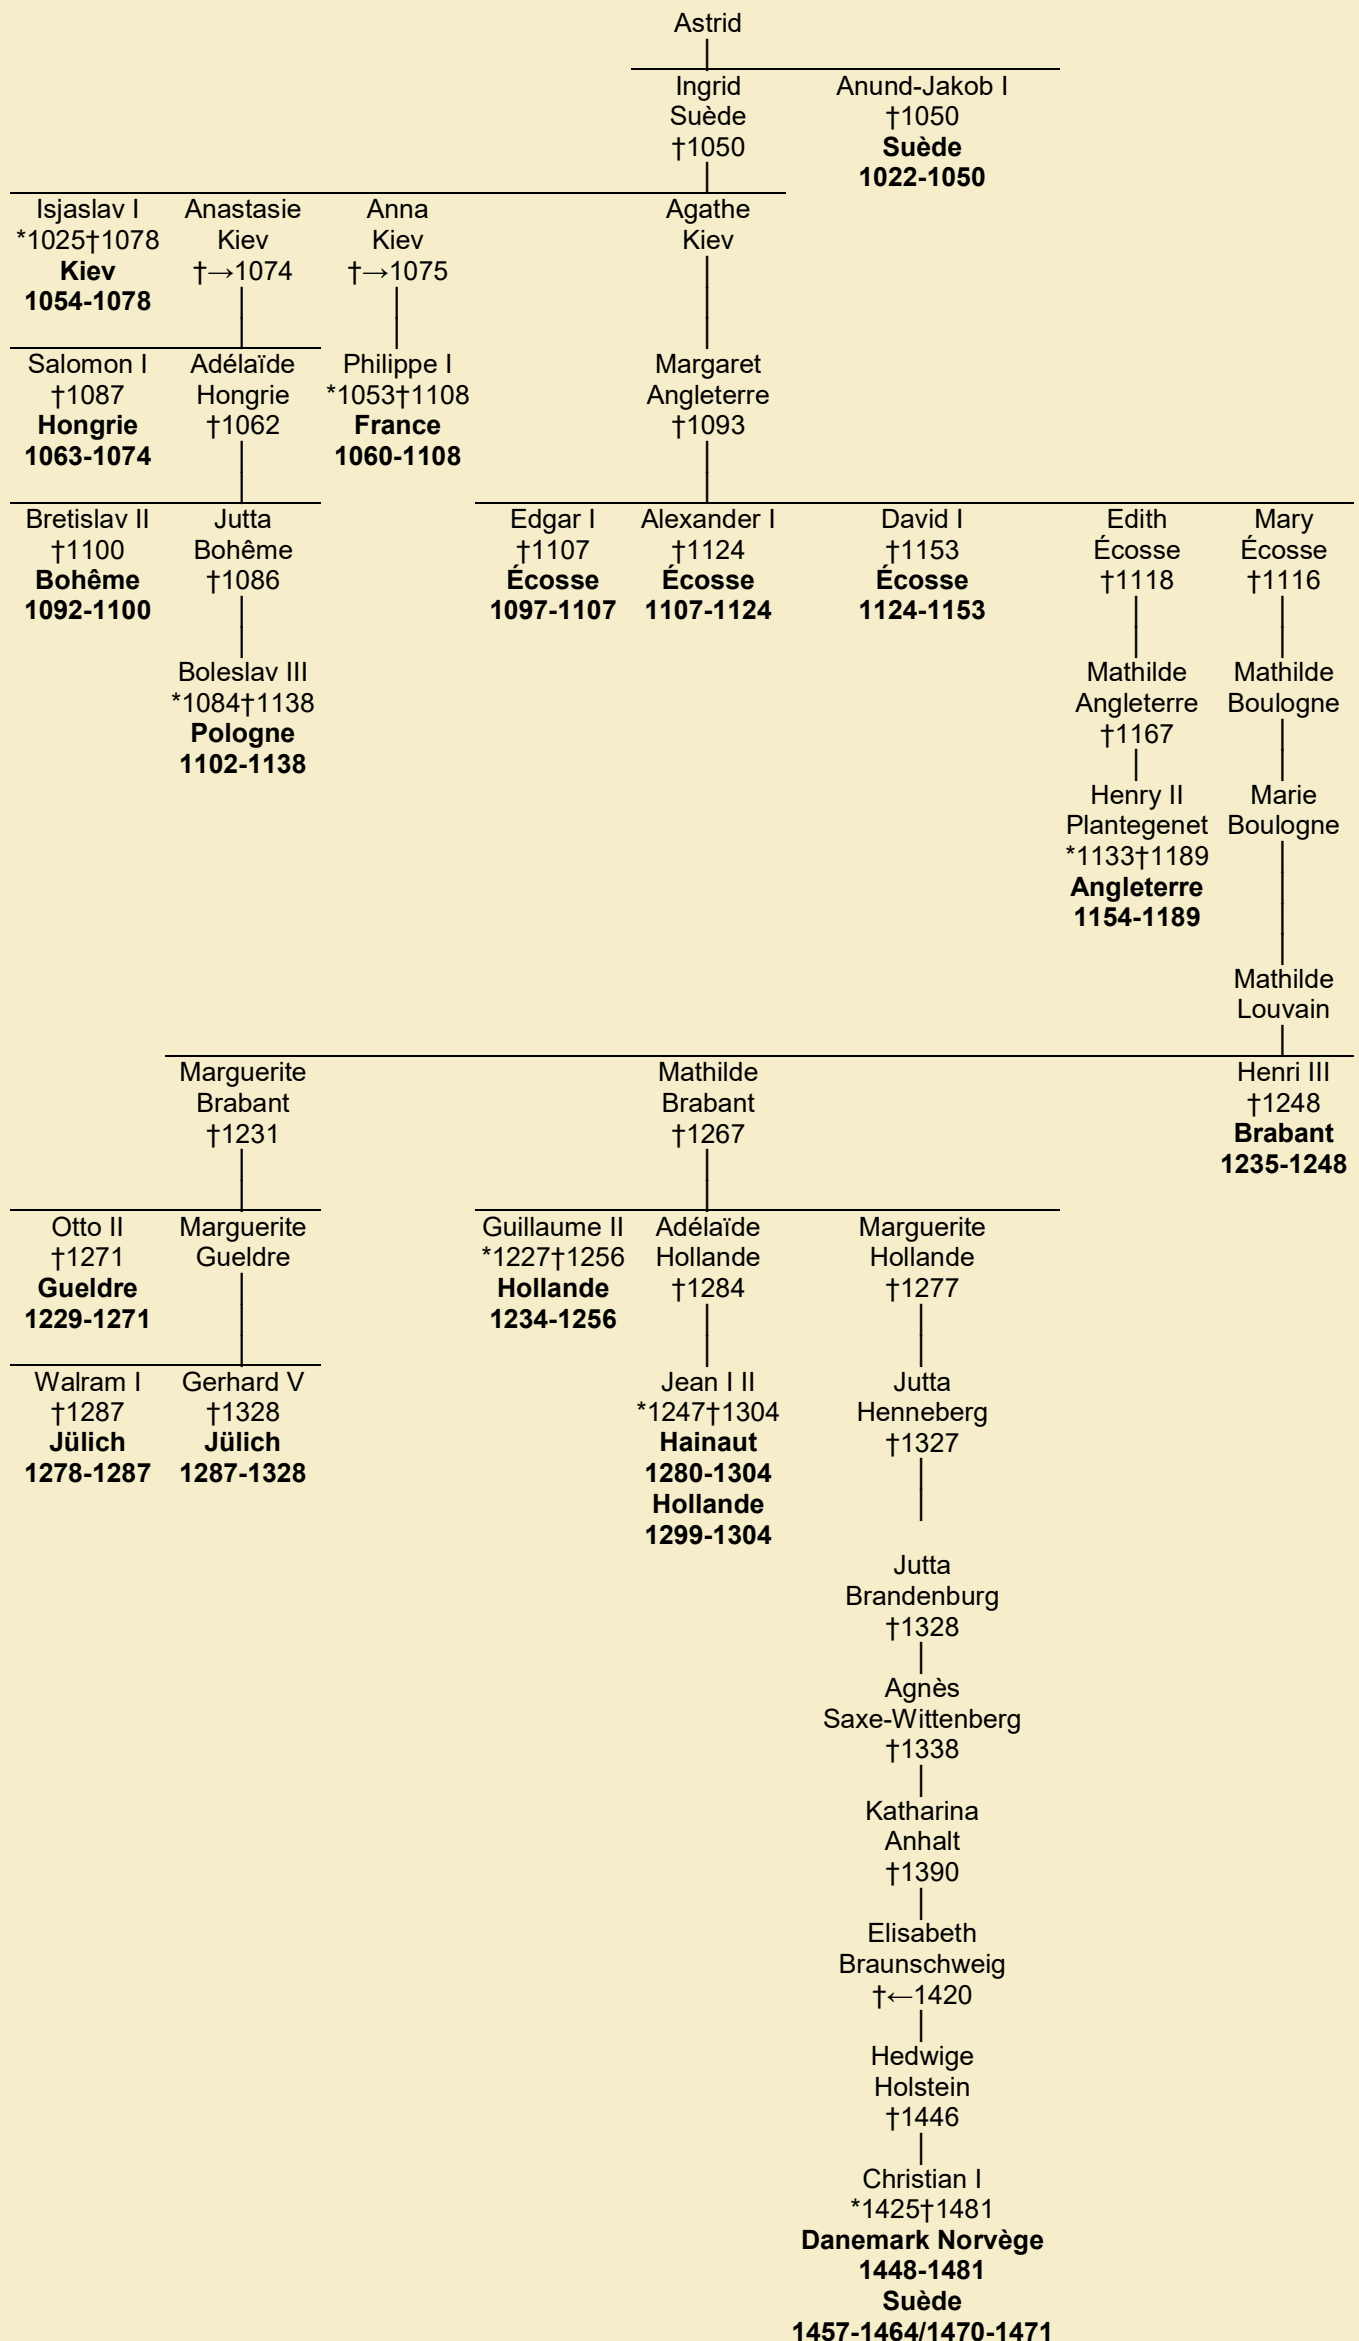 Astrid
Ingrid
Suède
†1050
Anund-Jakob I
†1050
Suède
1022-1050
Isjaslav I
*1025†1078
Kiev
1054-1078
Anastasie
Kiev
†→1074
Anna
Kiev
†→1075
Agathe
Kiev
Salomon I
†1087
Hongrie
1063-1074
Adélaïde
Hongrie
†1062
Philippe I
*1053†1108
France
1060-1108
Margaret
Angleterre
†1093
Bretislav II
†1100
Bohême
1092-1100
Jutta
Bohême
†1086
Edgar I
†1107
Écosse
1097-1107
Alexander I
†1124
Écosse
1107-1124
David I
†1153
Écosse
1124-1153
Edith
Écosse
†1118
Mary
Écosse
†1116
Boleslav III
*1084†1138
Pologne
1102-1138
Mathilde
Angleterre
†1167
Mathilde
Boulogne
Henry II
Plantegenet
*1133†1189
Angleterre
1154-1189
Marie
Boulogne
Mathilde
Louvain
Marguerite
Brabant
†1231
Mathilde
Brabant
†1267
Henri III
†1248
Brabant
1235-1248
Otto II
†1271
Gueldre
1229-1271
Marguerite
Gueldre
Guillaume II
*1227†1256
Hollande
1234-1256
Adélaïde
Hollande
†1284
Marguerite
Hollande
†1277
Walram I
†1287
Jülich
1278-1287
Gerhard V
†1328
Jülich
1287-1328
Jean I II
*1247†1304
Hainaut
1280-1304
Hollande
1299-1304
Jutta
Henneberg
†1327
Jutta
Brandenburg
†1328
Agnès
Saxe-Wittenberg
†1338
Katharina
Anhalt
†1390
Elisabeth
Braunschweig
†←1420
Hedwige
Holstein
†1446
Christian I
*1425†1481
Danemark Norvège
1448-1481
Suède
1457-1464/1470-1471